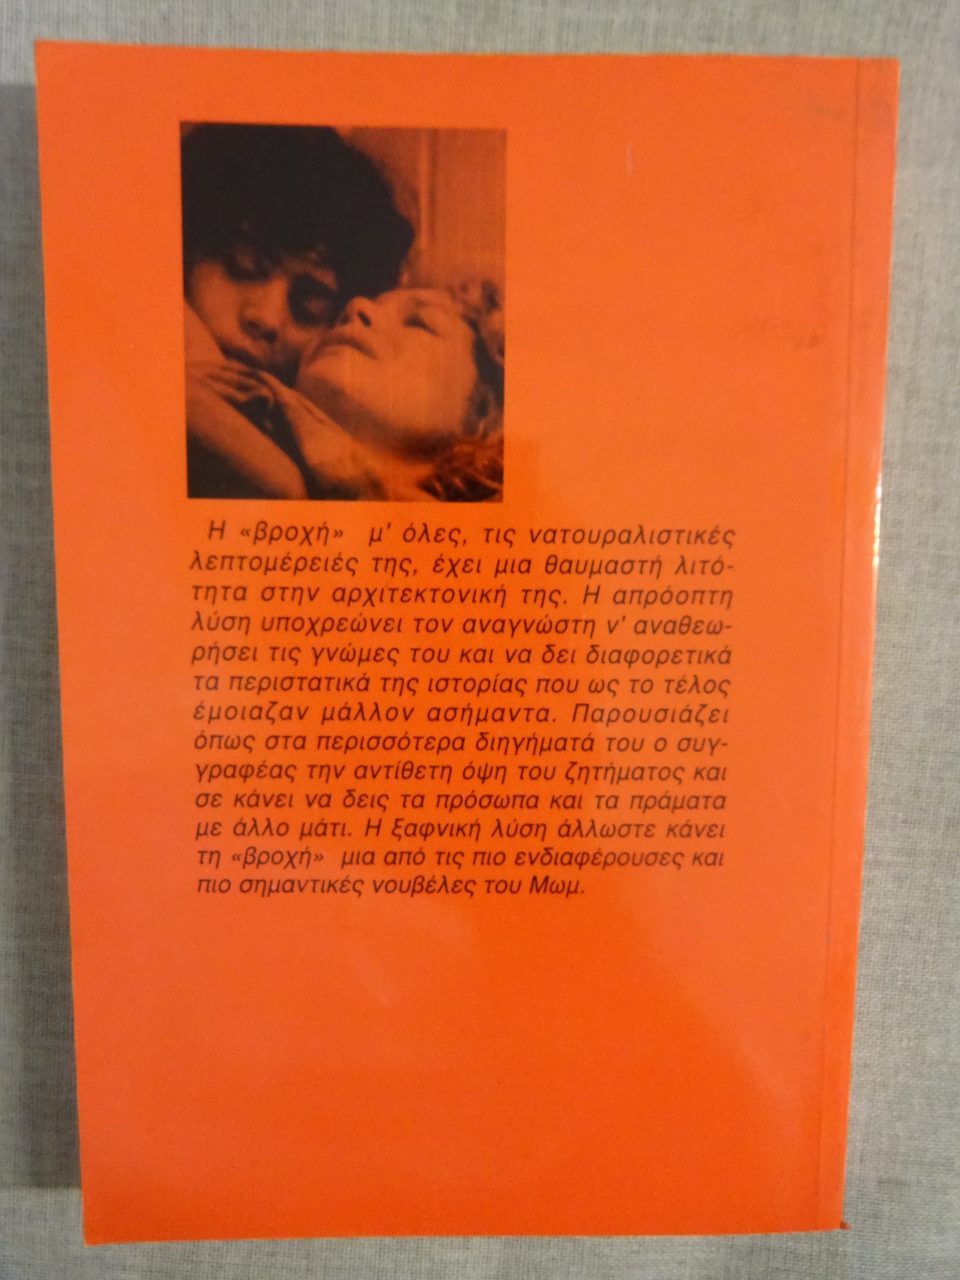 Η «βροχή» μ' όλες, τις νατουραλιστικές
λεπτομέρειές της, έχει μια θαυμαστή λιτό-
τητα στην αρχιτεκτονική της. Η απρόοπτη
λύση υποχρεώνει τον αναγνώστη ν' αναθεω-
ρήσει τις γνώμες του και να δει διαφορετικά
τα περιστατικά της ιστορίας που ως το τέλος
έμοιαζαν μάλλον ασήμαντα. Παρουσιάζει
όπως στα περισσότερα διηγήματά του ο συγ-
γραφέας την αντίθετη όψη του ζητήματος και
σε κάνει να δεις τα πρόσωπα και τα πράματα
με άλλο μάτι. Η ξαφνική λύση άλλωστε κάνει
τη «βροχή» μια από τις πιο ενδιαφέρουσες και
πιο σημαντικές νουβέλες του Μωμ.